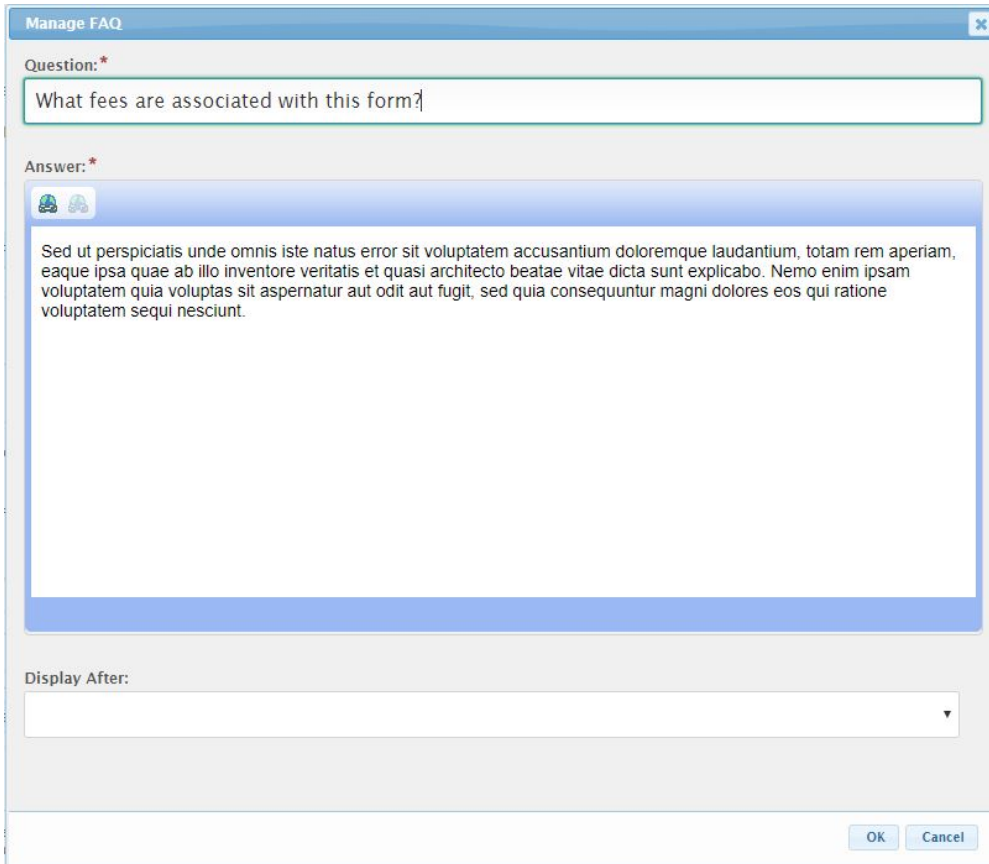 Manage FAQ
Question:*
What fees are associated with this form?
Answer:*
Sed ut perspiciatis unde omnis iste natus error sit voluptatem accusantium doloremque laudantium, totam rem aperiam,
eaque ipsa quae ab illo inventore veritatis et quasi architecto beatae vitae dicta sunt explicabo. Nemo enim ipsam
voluptatem quia voluptas sit aspernatur aut odit aut fugit, sed quia consequuntur magni dolores eos qui ratione
voluptatem sequi nesciunt.
Display After:
OK Cancel